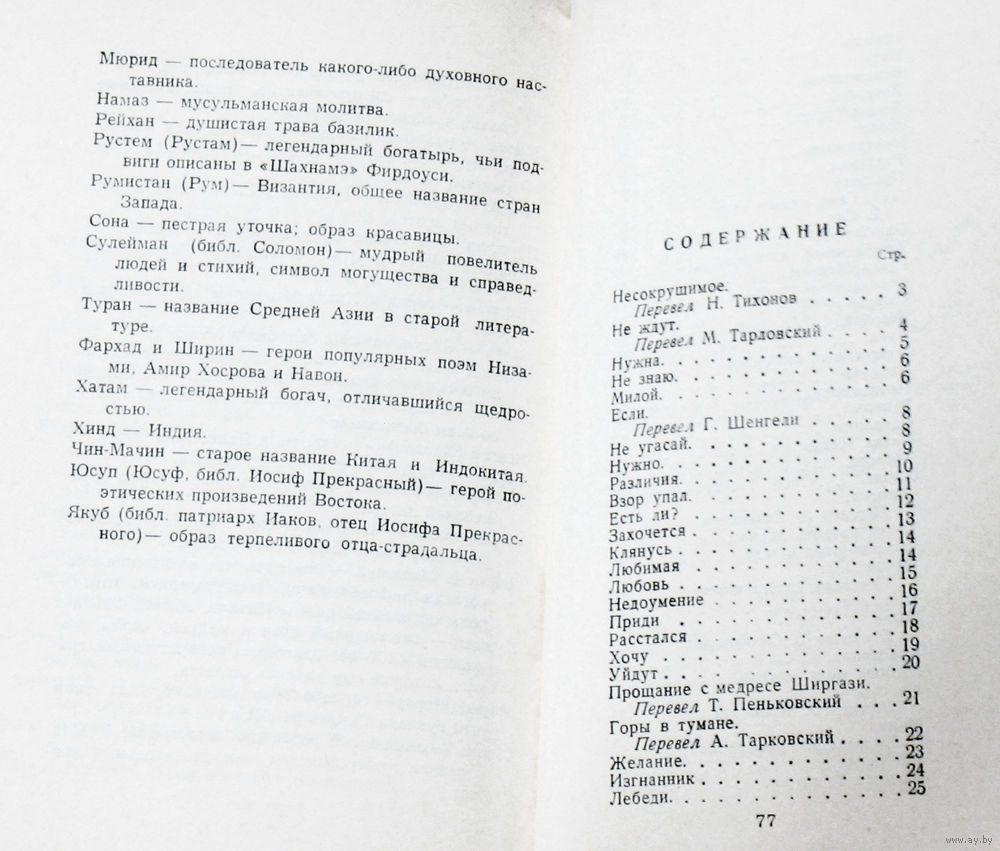 Мюрид — последователь какого-либо духовного нас-
тавника.
Намаз — мусульманская молитва.
Рейхан — душистая трава базилик.
Рустем (Рустам)— легендарный богатырь, чьи под-
виги описаны в «Шахнамэ» Фирдоуси.
Румистан (Рум)— Византия, общее название стран
Запада.
Сона — пестрая уточка; образ красавицы.
Сулейман (библ. Соломон)— мудрый повелитель
людей и стихий, символ могущества и справед-
ливости.
Туран — название Средней Азии в старой литера-
туре.
Фархад и Ширин — герои популярных поэм Низа-
ми, Амир Хосрова и Навои.
Хатам — легендарный богач, отличавшийся щедро-
стью.
Хинд — Индия.
Чин-Мачин — старое название Китая и Индокитая.
Юсуп (Юсуф, библ. Иосиф Прекрасный)— герой по-
этических произведений Востока.
Якуб (библ. патриарх Иаков, отец Иосифа Прекрас-
ного)— образ терпеливого отца-страдальца.
СОДЕРЖАНИЕ
Стр.
Несокрушимое.
Перевел Н. Тихонов . . . . . 3
Не ждут.
Перевел М. Тарловский . . . . 4
Нужна. . . . . . . . . . . . . 5
Не знаю. . . . . . . . . . . . 6
Милой. . . . . . . . . . . . . 6
Если.
Перевел Г. Шенгели . . . . . 8
Не угасай. . . . . . . . . . . 8
Нужно. . . . . . . . . . . . . 9
Различия. . . . . . . . . . . . 10
Взор упал. . . . . . . . . . . 11
Есть ли? . . . . . . . . . . . 12
Захочется . . . . . . . . . . . 13
Клянусь . . . . . . . . . . . . 14
Любимая . . . . . . . . . . . 14
Любовь . . . . . . . . . . . . 15
Недоумение . . . . . . . . . . 16
Приди . . . . . . . . . . . . 17
Расстался . . . . . . . . . . . 18
Хочу . . . . . . . . . . . . . 19
Уйдут . . . . . . . . . . . . . 20
Прощание с медресе Ширгази.
Перевел Т. Пеньковский . . . 21
Горы в тумане.
Перевел А. Тарковский . . . . 22
Желание. . . . . . . . . . . . 23
Изгнанник . . . . . . . . . . . 24
Лебеди. . . . . . . . . . . . . 25
77
www.ay.by